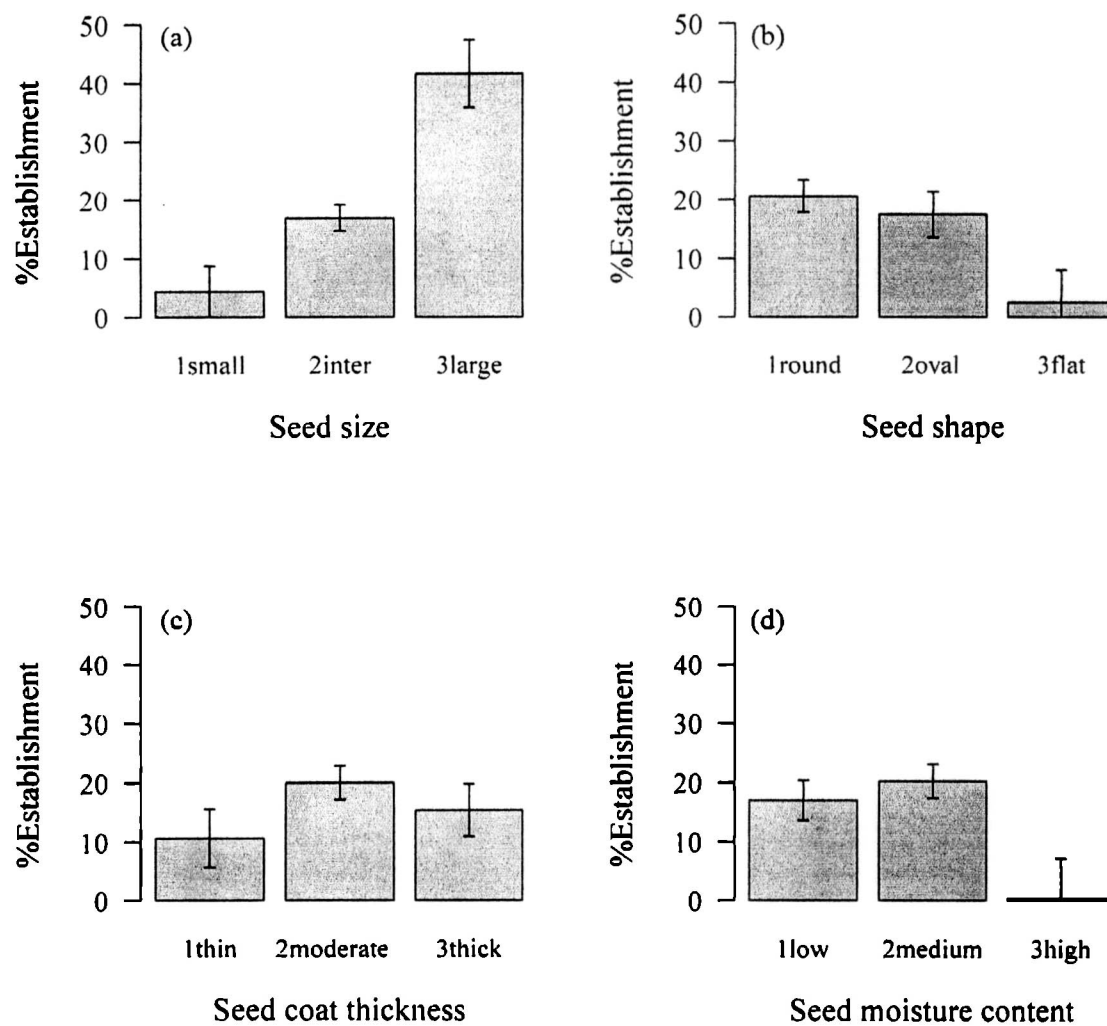 (a)
50
40
30
20
10
0
%Establishment
1small 2inter 3large
Seed size
(b)
50
40
30
20
10
0
%Establishment
1round 2oval 3flat
Seed shape
(c)
50
40
30
20
10
0
%Establishment
1thin 2moderate 3thick
Seed coat thickness
(d)
50
40
30
20
10
0
%Establishment
1low 2medium 3high
Seed moisture content